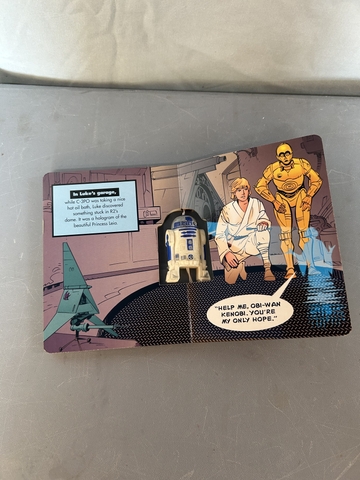 In Luke's garage,
while C-3PO was taking a nice
hot oil bath, Luke discovered
something stuck in R2's
dome. It was a hologram of the
beautiful Princess Leia.
"HELP ME, OBI-WAN
KENOBI. YOU'RE
MY ONLY HOPE."